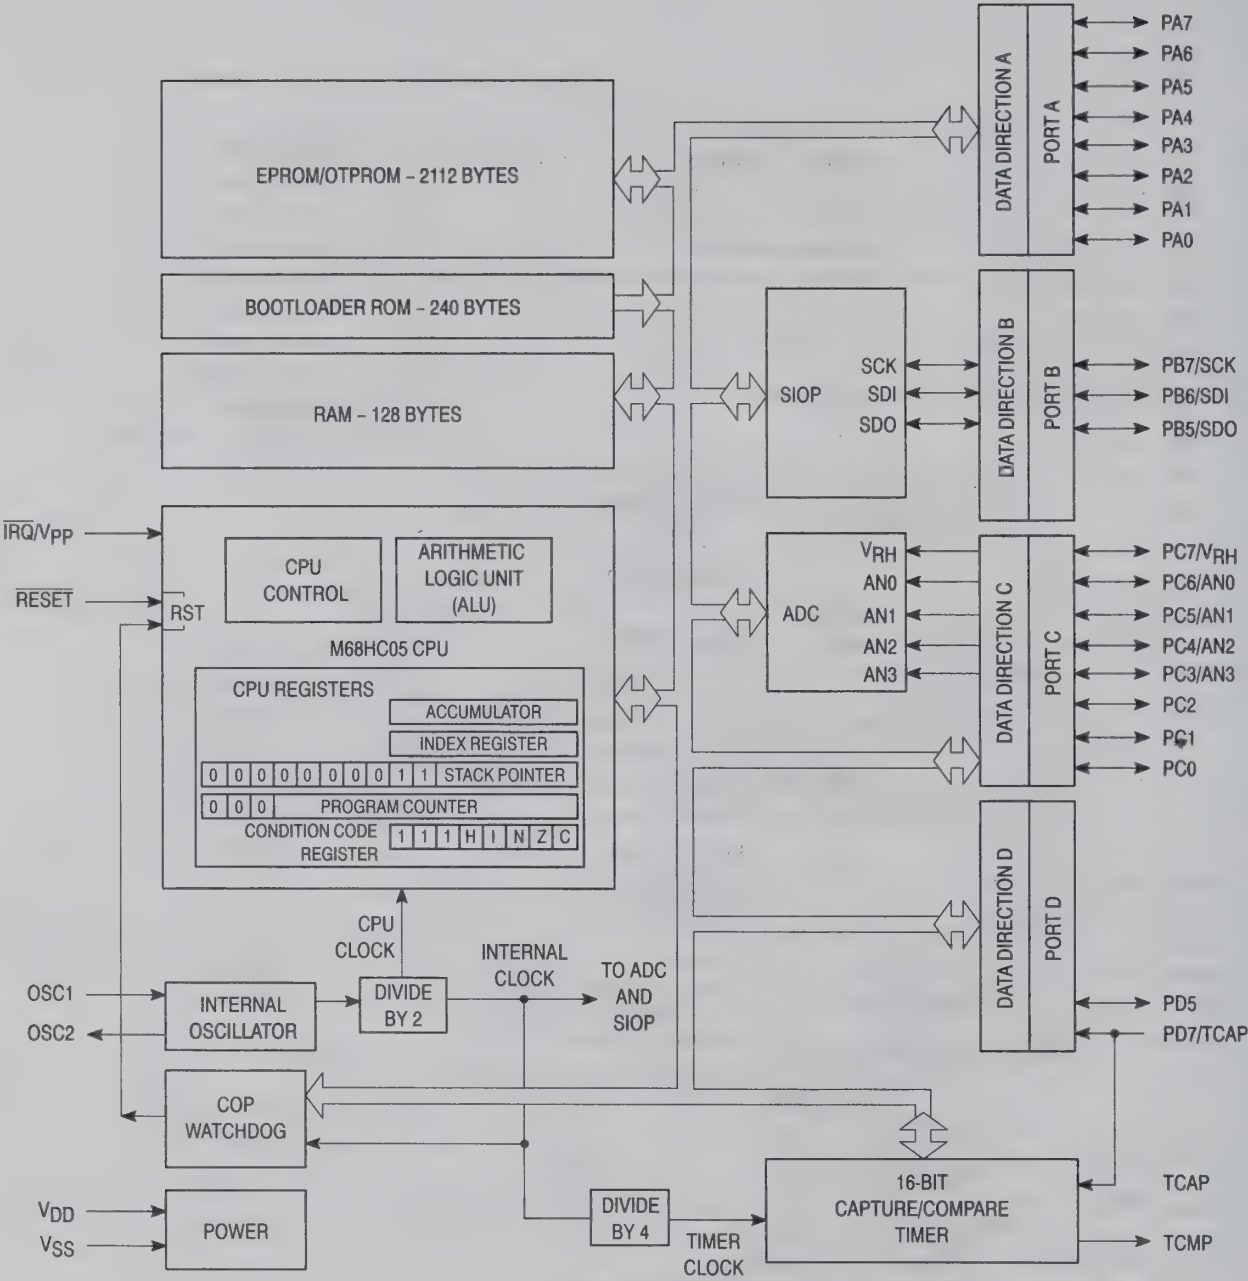 EPROM/OTPROM – 2112 BYTES
BOOTLOADER ROM – 240 BYTES
RAM – 128 BYTES
IRQ/VPP
RESET
RST
CPU
CONTROL
ARITHMETIC
LOGIC UNIT
(ALU)
M68HC05 CPU
CPU REGISTERS
ACCUMULATOR
INDEX REGISTER
0 0 0 0 0 0 0 0 1 1 STACK POINTER
0 0 0 PROGRAM COUNTER
CONDITION CODE
REGISTER
1 1 1 H I N Z C
CPU
CLOCK
INTERNAL
CLOCK
TO ADC
AND
SIOP
OSC1
OSC2
INTERNAL
OSCILLATOR
DIVIDE
BY 2
COP
WATCHDOG
VDD
VSS
POWER
DIVIDE
BY 4
TIMER
CLOCK
16-BIT
CAPTURE/COMPARE
TIMER
TCAP
TCMP
SIOP
SCK
SDI
SDO
ADC
VRH
AN0
AN1
AN2
AN3
DATA DIRECTION A
PORT A
PA7
PA6
PA5
PA4
PA3
PA2
PA1
PA0
DATA DIRECTION B
PORT B
PB7/SCK
PB6/SDI
PB5/SDO
DATA DIRECTION C
PORT C
PC7/VRH
PC6/AN0
PC5/AN1
PC4/AN2
PC3/AN3
PC2
PC1
PC0
DATA DIRECTION D
PORT D
PD5
PD7/TCAP